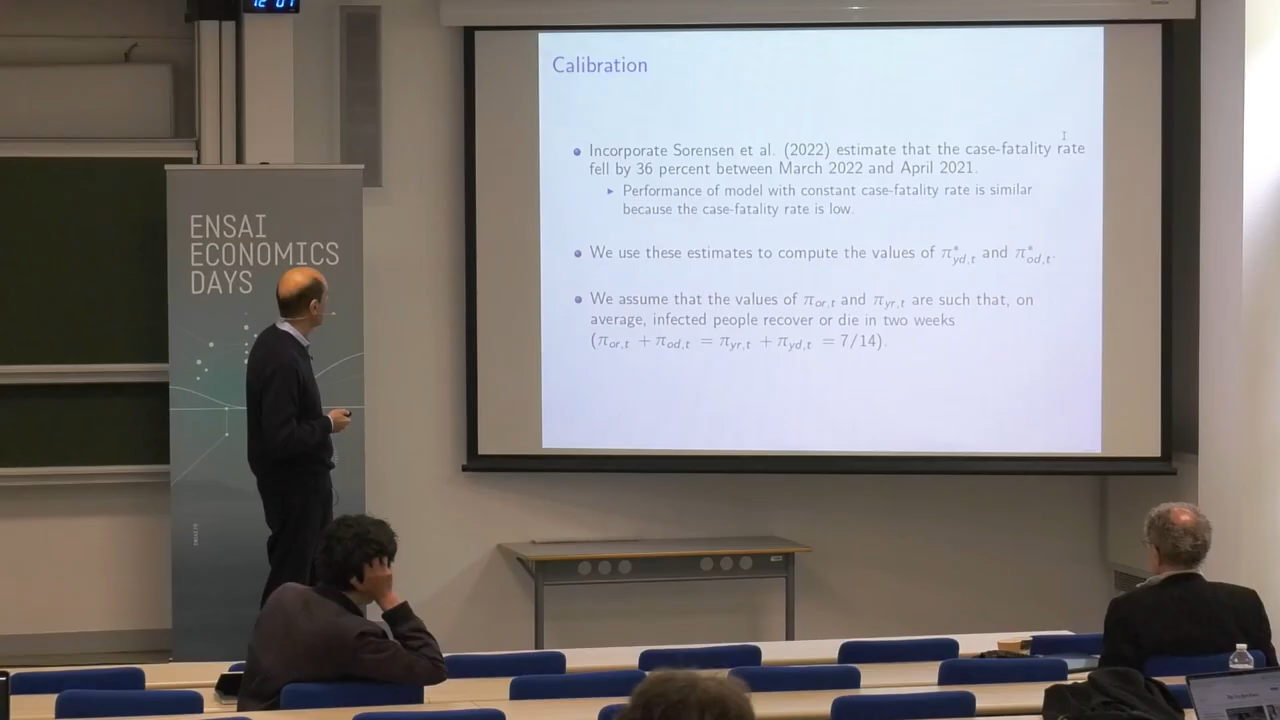 12 07
ENSAI
ECONOMICS
DAYS
Calibration
Incorporate Sorensen et al. (2022) estimate that the case-fatality rate
fell by 36 percent between March 2022 and April 2021.
Performance of model with constant case-fatality rate is similar
because the case-fatality rate is low.
We use these estimates to compute the values of π*yd,t and π*od,t.
We assume that the values of πor,t and πyr,t are such that, on
average, infected people recover or die in two weeks
(πor,t + πod,t = πyr,t + πyd,t = 7/14).